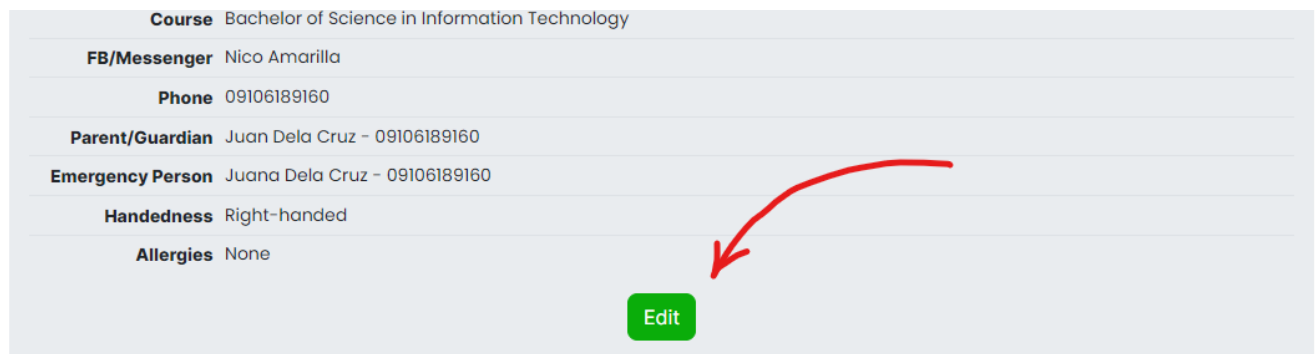 Course Bachelor of Science in Information Technology
FB/Messenger Nico Amarilla
Phone 09106189160
Parent/Guardian Juan Dela Cruz - 09106189160
Emergency Person Juana Dela Cruz - 09106189160
Handedness Right-handed
Allergies None
Edit